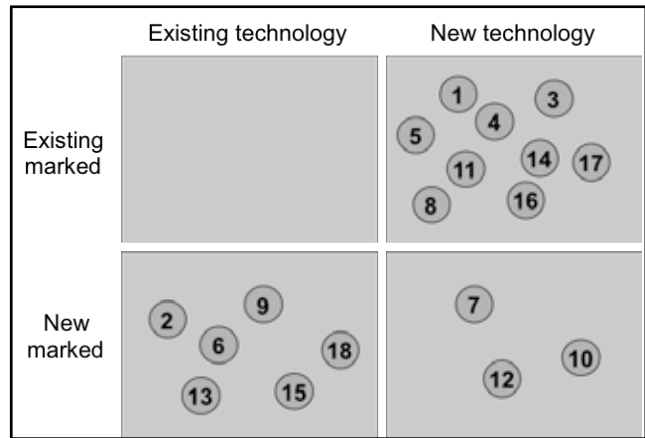 Existing technology New technology
Existing
marked
1 3
5 4
11 14 17
8 16
New
marked
2 9 7
6 18 10
13 15 12